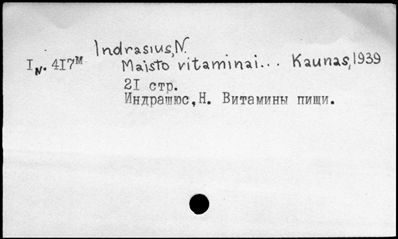 Indrasius, N.
I N. 417м Maisto vitaminai... Kaunas, 1939
21 стр.
Индрашюс, Н. Витамины пищи.